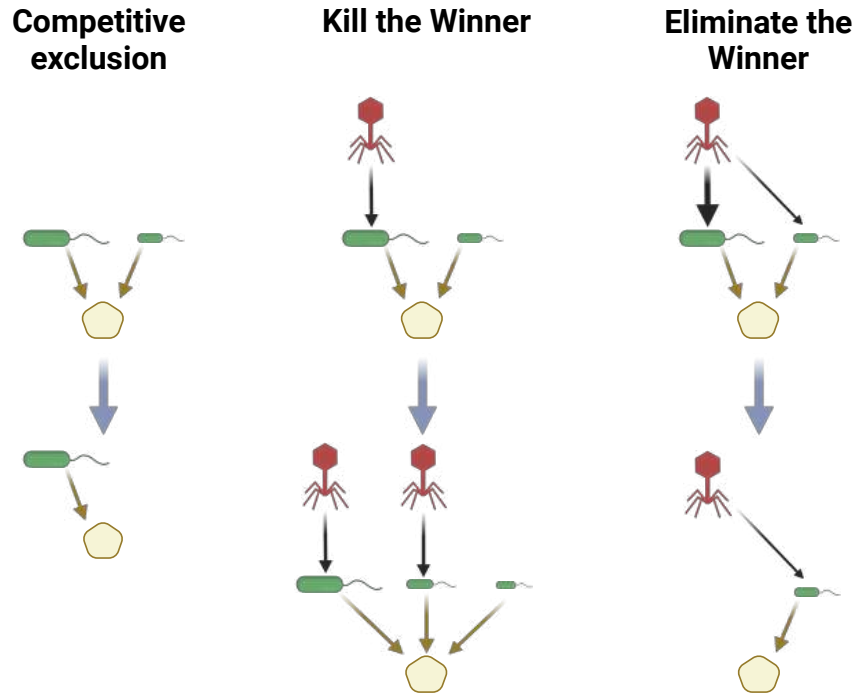 Competitive
exclusion
Kill the Winner
Eliminate the
Winner